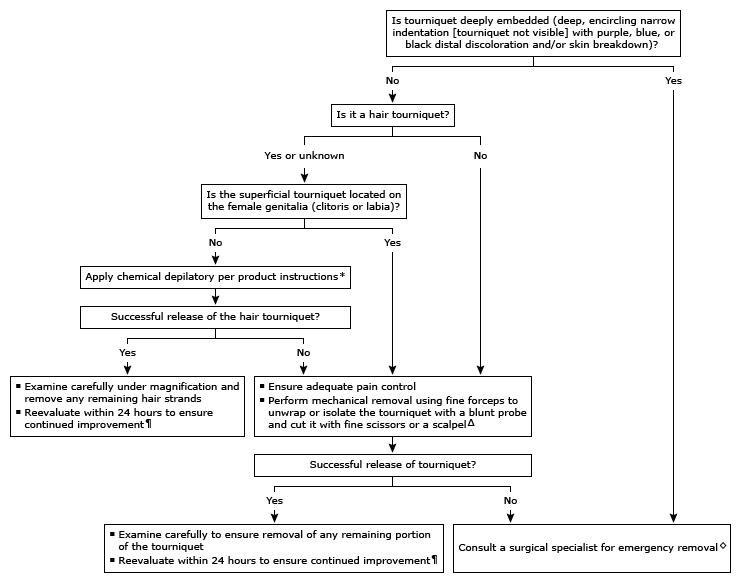 Is tourniquet deeply embedded (deep, encircling narrow
indentation [tourniquet not visible] with purple, blue, or
black distal discoloration and/or skin breakdown)?
No
Yes
Is it a hair tourniquet?
Yes or unknown
No
Is the superficial tourniquet located on
the female genitalia (clitoris or labia)?
No
Yes
Apply chemical depilatory per product instructions*
Successful release of the hair tourniquet?
Yes
No
▪ Examine carefully under magnification and
remove any remaining hair strands
▪ Reevaluate within 24 hours to ensure
continued improvement¶
▪ Ensure adequate pain control
▪ Perform mechanical removal using fine forceps to
unwrap or isolate the tourniquet with a blunt probe
and cut it with fine scissors or a scalpelΔ
Successful release of tourniquet?
Yes
No
▪ Examine carefully to ensure removal of any remaining portion
of the tourniquet
▪ Reevaluate within 24 hours to ensure continued improvement¶
Consult a surgical specialist for emergency removal◇